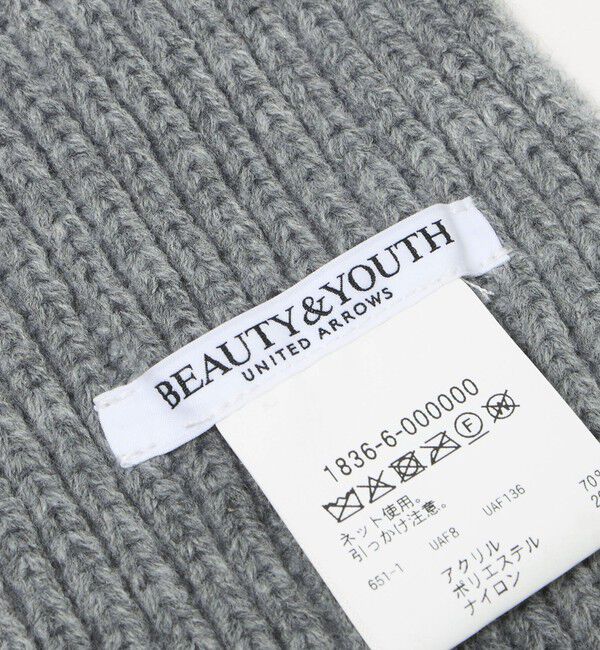 BEAUTY&YOUTH
UNITED ARROWS
1836-6-000000
ネット使用。
引っかけ注意。
651-1 UAF8 UAF136
アクリル 70%
ポリエステル
ナイロン